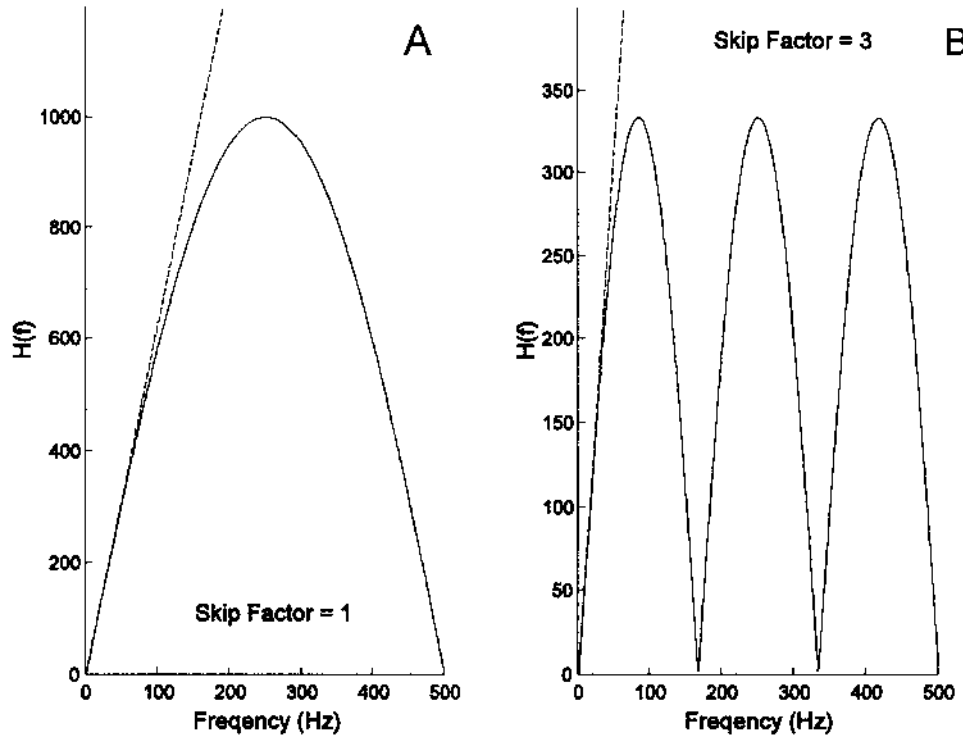 A
1000
800
600
400
200
0
H(f)
Skip Factor = 1
0 100 200 300 400 500
Freqency (Hz)
B
Skip Factor = 3
350
300
250
200
150
100
50
0
H(f)
0 100 200 300 400 500
Freqency (Hz)